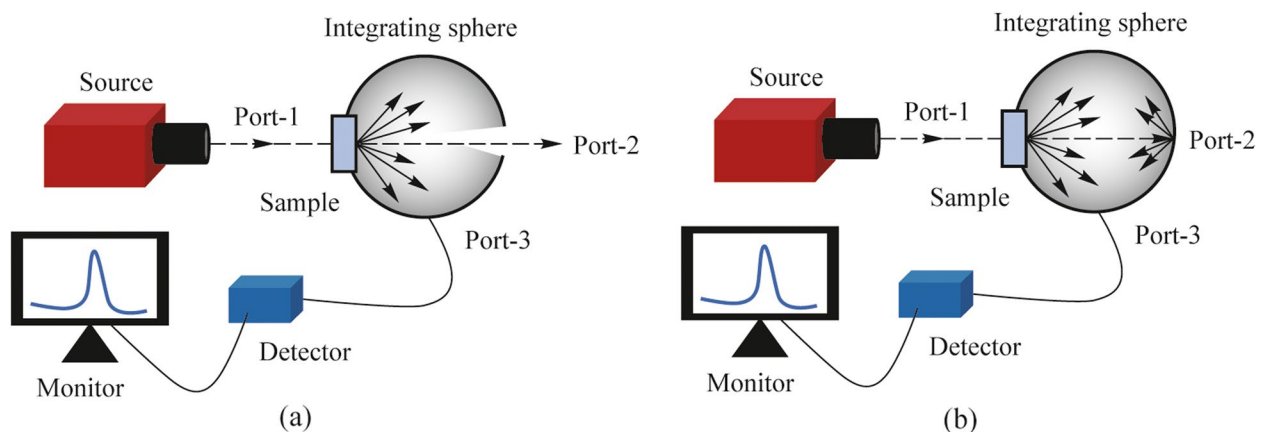 Integrating sphere
Source
Port-1
Port-2
Sample
Port-3
Detector
Monitor
(a)
Integrating sphere
Source
Port-1
Port-2
Sample
Port-3
Detector
Monitor
(b)